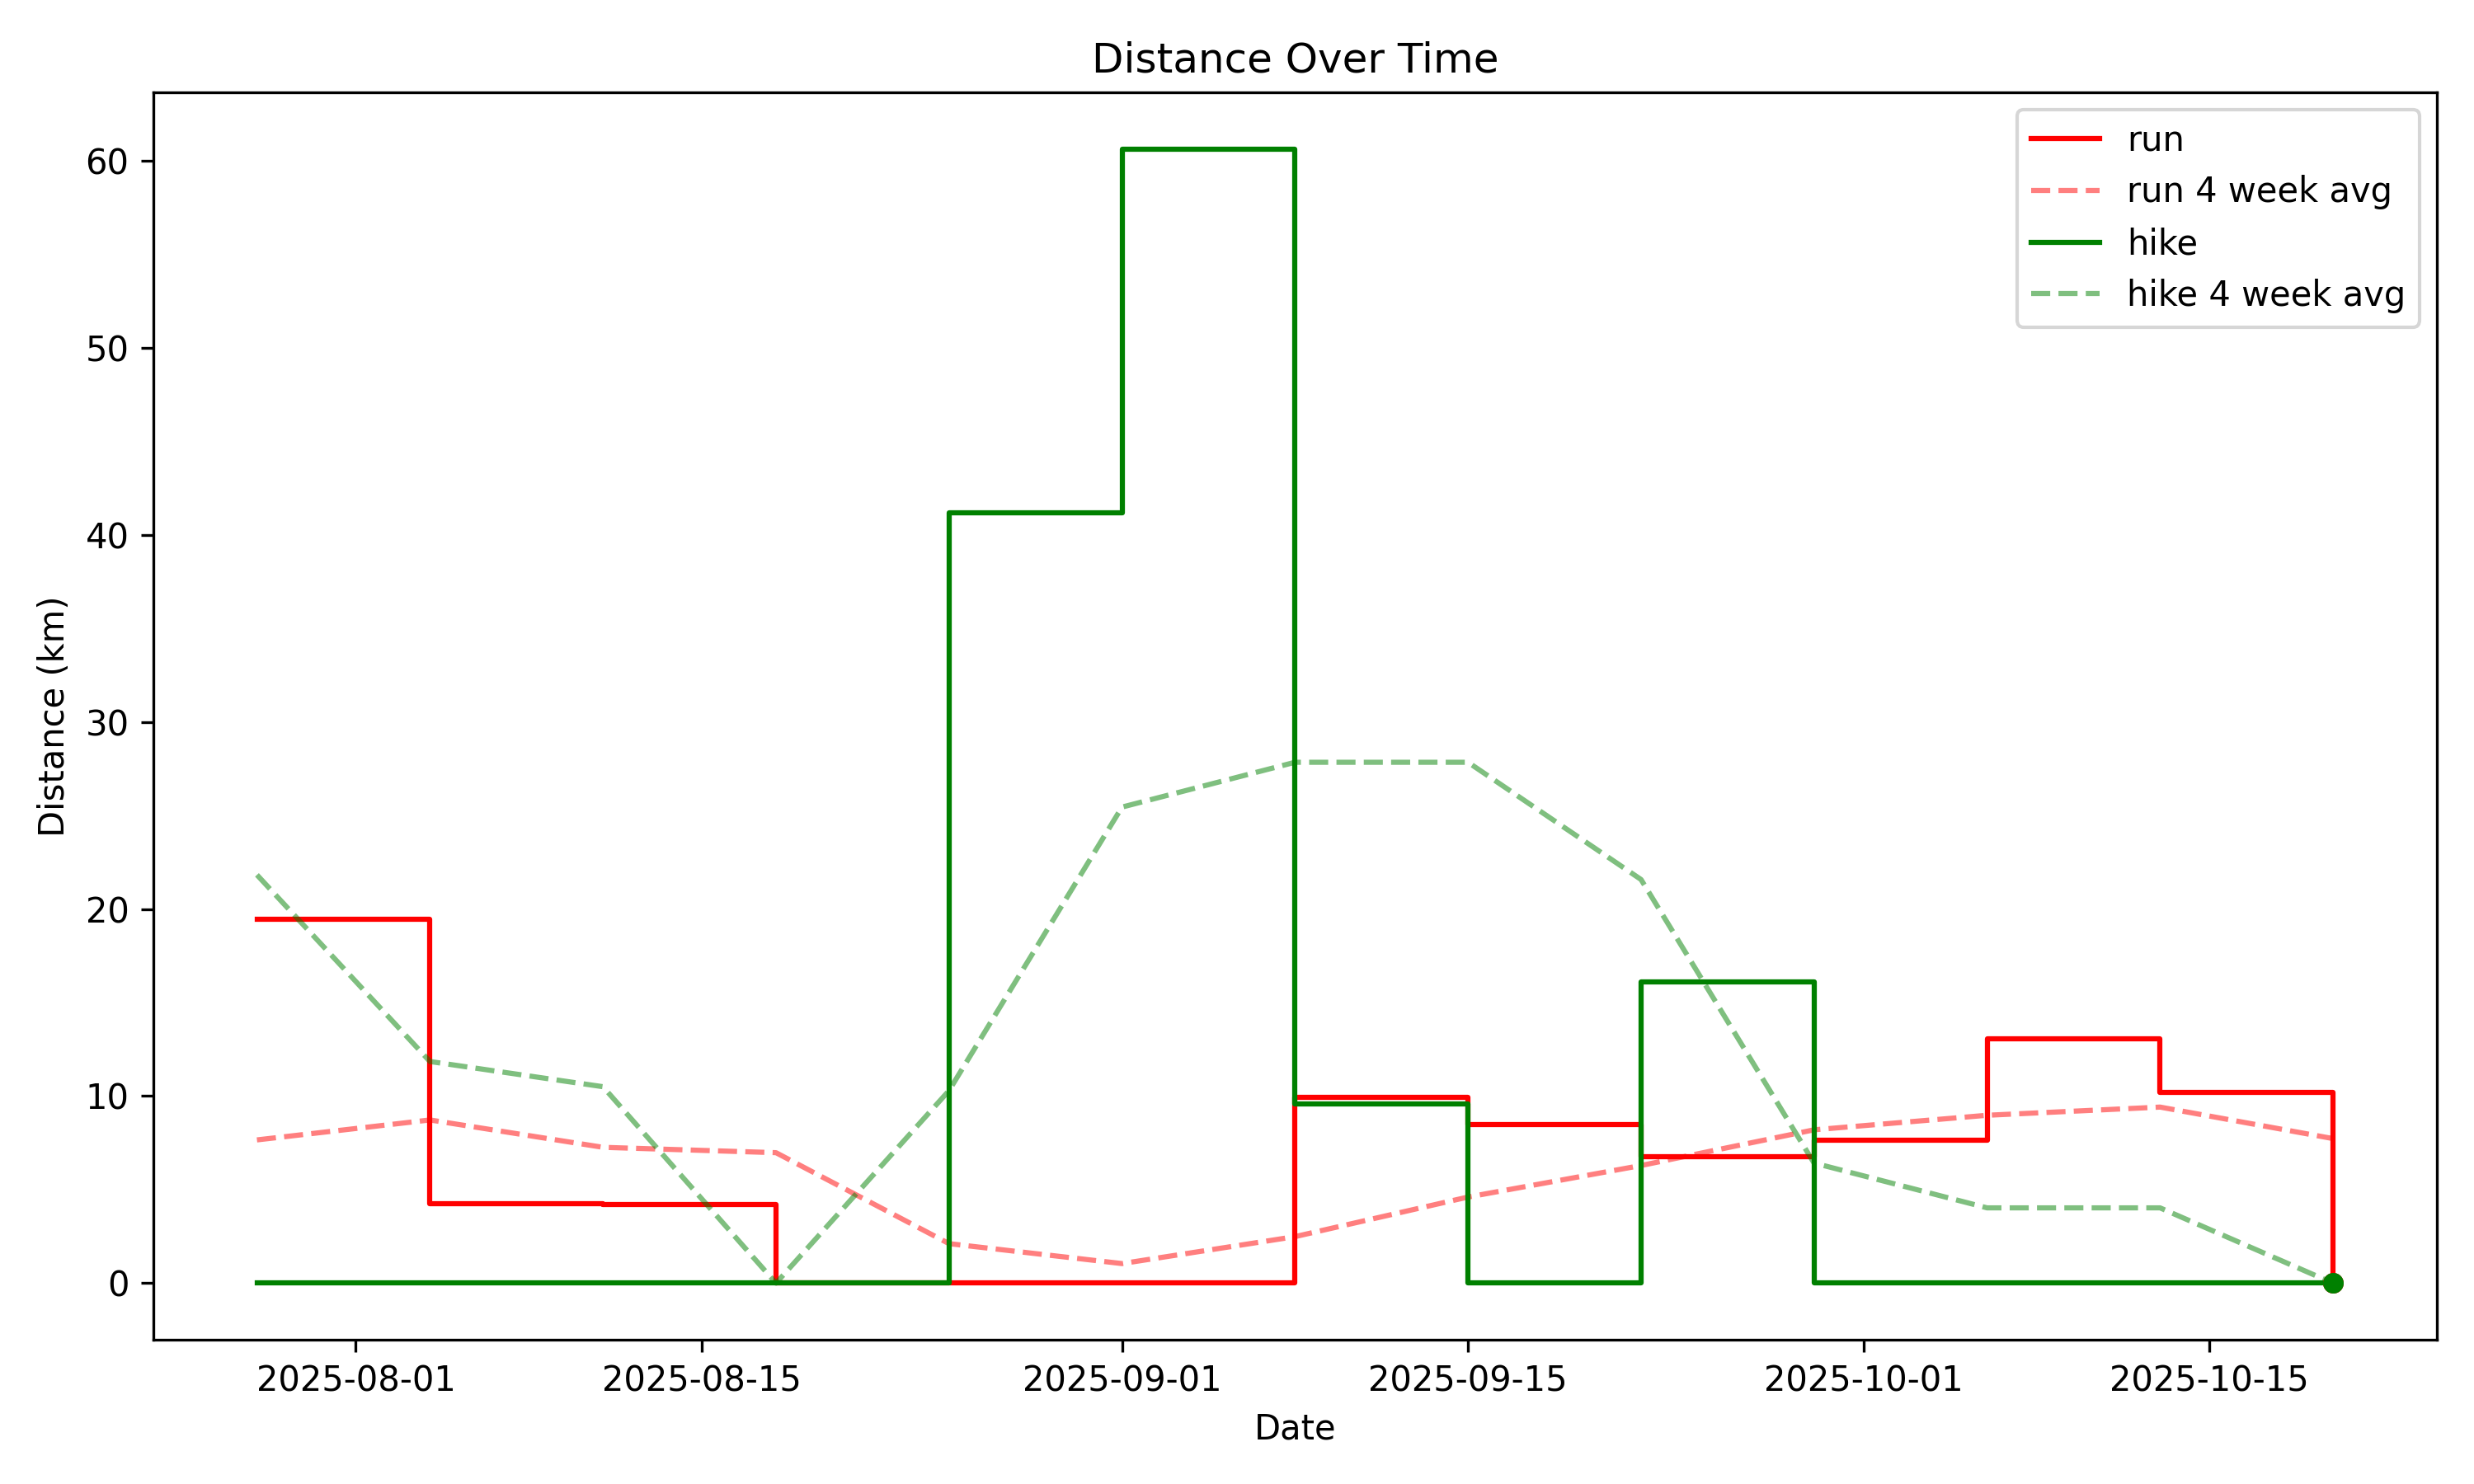 Distance Over Time
run
run 4 week avg
hike
hike 4 week avg
60
50
40
30
20
10
0
Distance (km)
2025-08-01 2025-08-15 2025-09-01 2025-09-15 2025-10-01 2025-10-15
Date